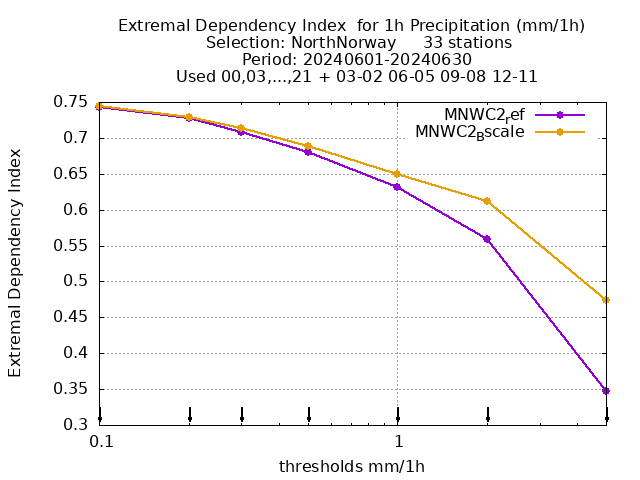 Extremal Dependency Index  for 1h Precipitation (mm/1h)
Selection: NorthNorway     33 stations
Period: 20240601-20240630
Used 00,03,...,21 + 03-02 06-05 09-08 12-11
MNWC2_ref
MNWC2_Bscale
0.75
0.7
0.65
0.6
0.55
0.5
0.45
0.4
0.35
0.3
Extremal Dependency Index
0.1
1
thresholds mm/1h